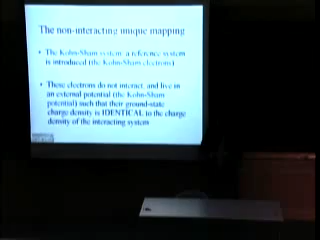 The non-interacting unique mapping
• The Kohn-Sham system: a reference system
is introduced (the Kohn-Sham electrons)
• These electrons do not interact, and live in
an external potential (the Kohn-Sham
potential) such that their ground-state
charge density is IDENTICAL to the charge
density of the interacting system